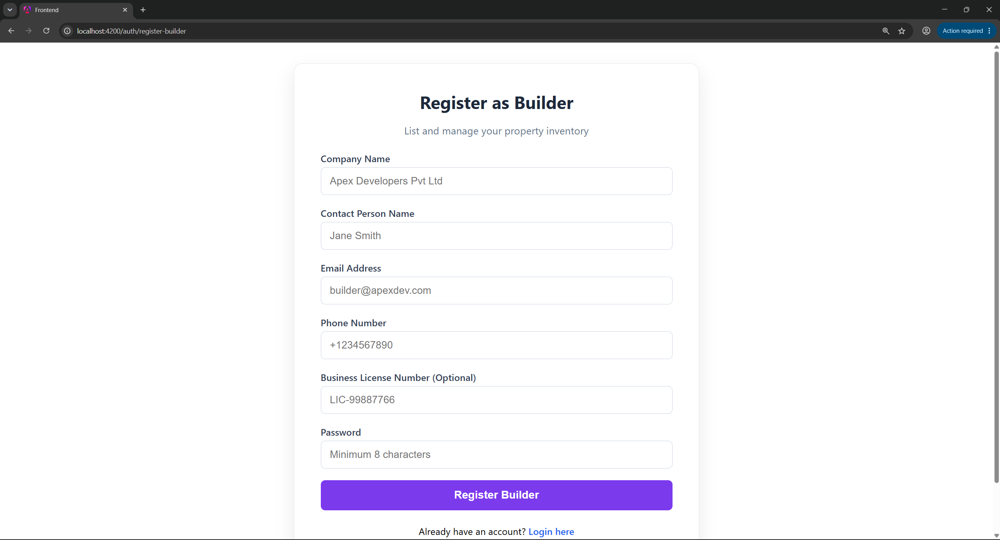 Frontend
localhost:4200/auth/register-builder
Action required
Register as Builder
List and manage your property inventory
Company Name
Apex Developers Pvt Ltd
Contact Person Name
Jane Smith
Email Address
builder@apexdev.com
Phone Number
+1234567890
Business License Number (Optional)
LIC-99887766
Password
Minimum 8 characters
Register Builder
Already have an account? Login here